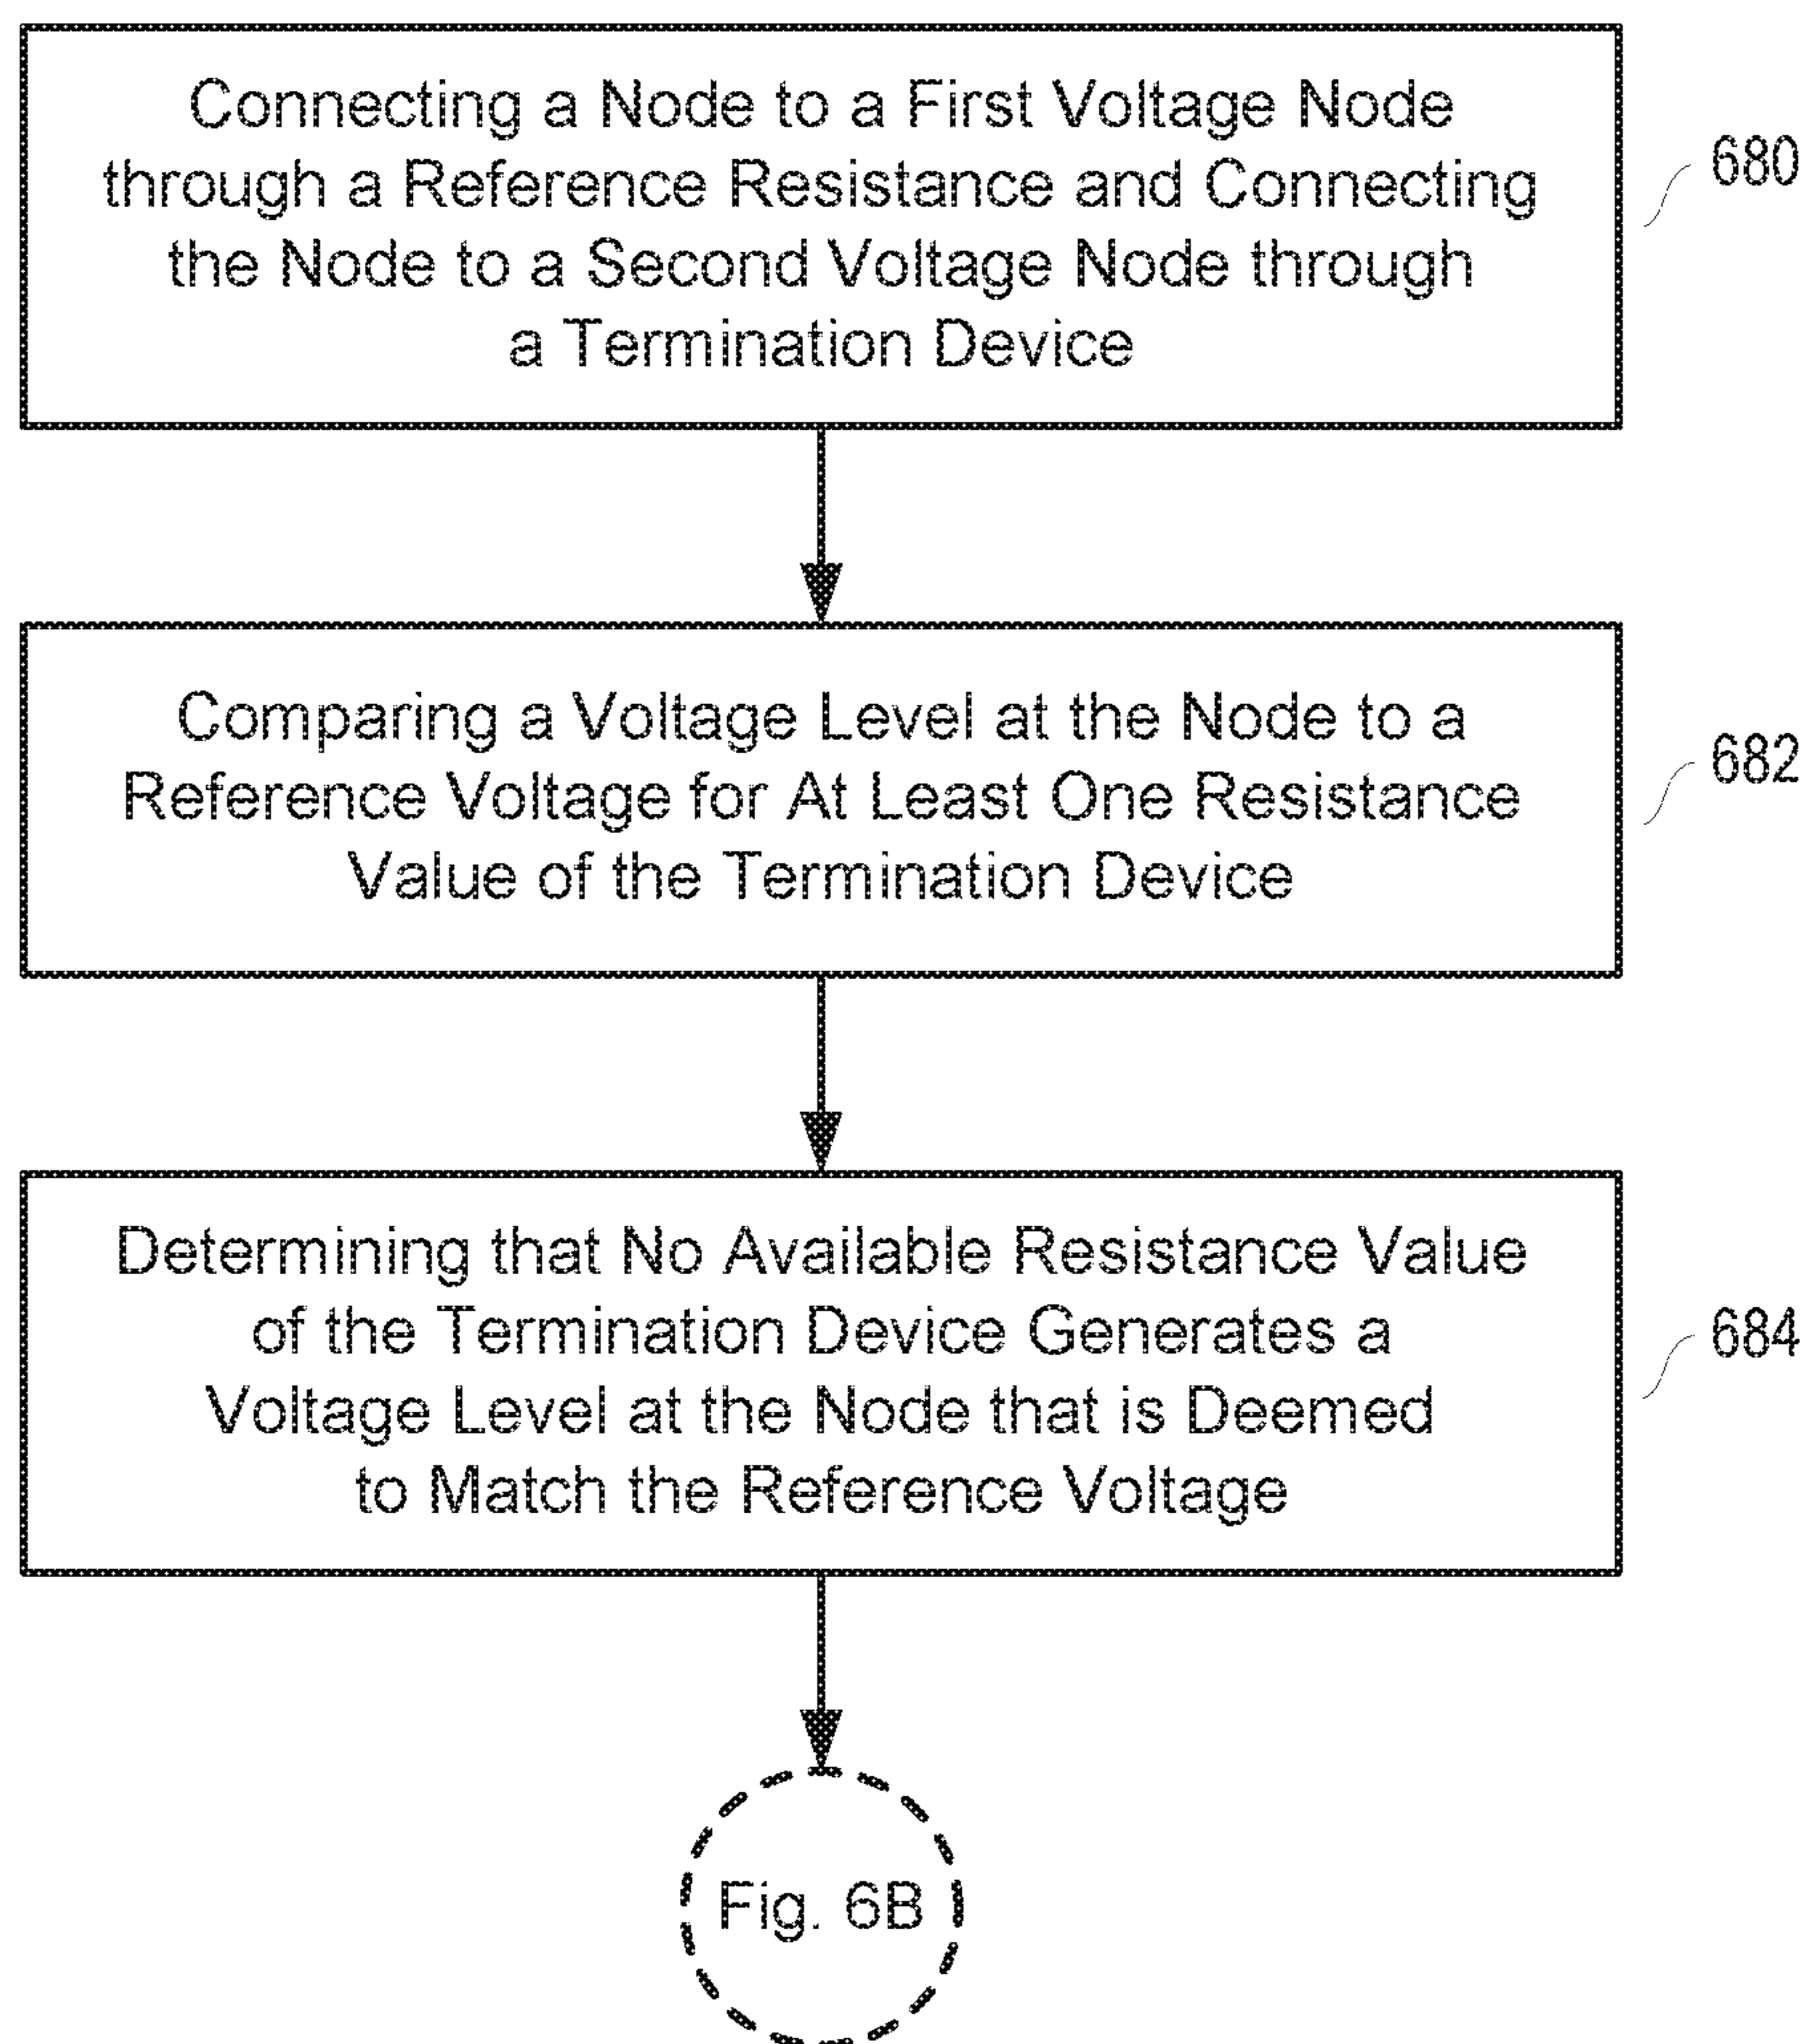 Connecting a Node to a First Voltage Node
through a Reference Resistance and Connecting
the Node to a Second Voltage Node through
a Termination Device
680
Comparing a Voltage Level at the Node to a
Reference Voltage for At Least One Resistance
Value of the Termination Device
682
Determining that No Available Resistance Value
of the Termination Device Generates a
Voltage Level at the Node that is Deemed
to Match the Reference Voltage
684
Fig. 6B